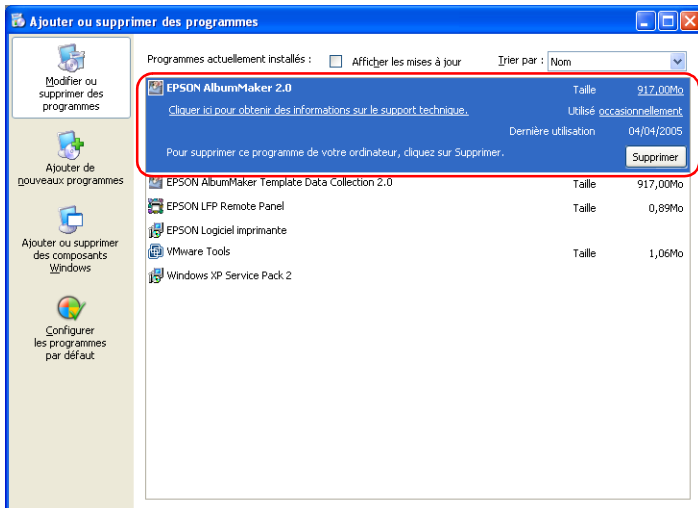 Ajouter ou supprimer des programmes
Modifier ou
supprimer des
programmes
Ajouter de
nouveaux programmes
Ajouter ou supprimer
des composants
Windows
Configurer
les programmes
par défaut
Programmes actuellement installés : Afficher les mises à jour Trier par : Nom
EPSON AlbumMaker 2.0 Taille 917,00Mo
Cliquer ici pour obtenir des informations sur le support technique. Utilisé occasionnellement
Dernière utilisation 04/04/2005
Pour supprimer ce programme de votre ordinateur, cliquez sur Supprimer. Supprimer
EPSON AlbumMaker Template Data Collection 2.0 Taille 917,00Mo
EPSON LFP Remote Panel Taille 0,89Mo
EPSON Logiciel imprimante
VMware Tools Taille 1,06Mo
Windows XP Service Pack 2